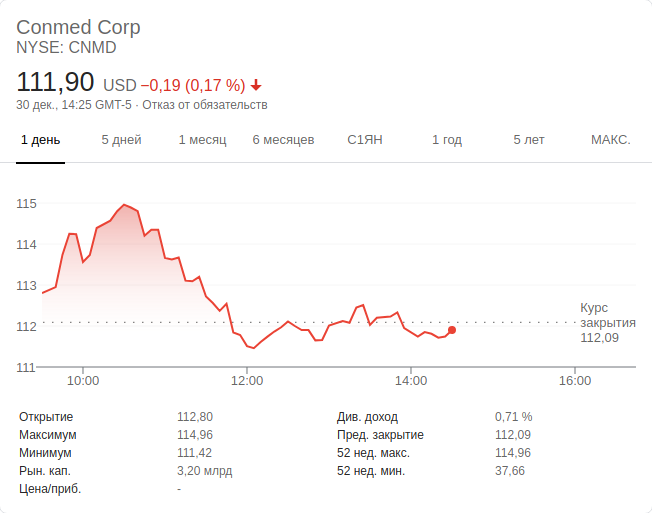 Conmed Corp
NYSE: CNMD
111,90 USD −0,19 (0,17 %)
30 дек., 14:25 GMT-5 · Отказ от обязательств
1 день 5 дней 1 месяц 6 месяцев С1ЯН 1 год 5 лет МАКС.
115
114
113
112
111
Курс
закрытия
112,09
10:00 12:00 14:00 16:00
Открытие 112,80 Див. доход 0,71 %
Максимум 114,96 Пред. закрытие 112,09
Минимум 111,42 52 нед. макс. 114,96
Рын. кап. 3,20 млрд 52 нед. мин. 37,66
Цена/приб. -